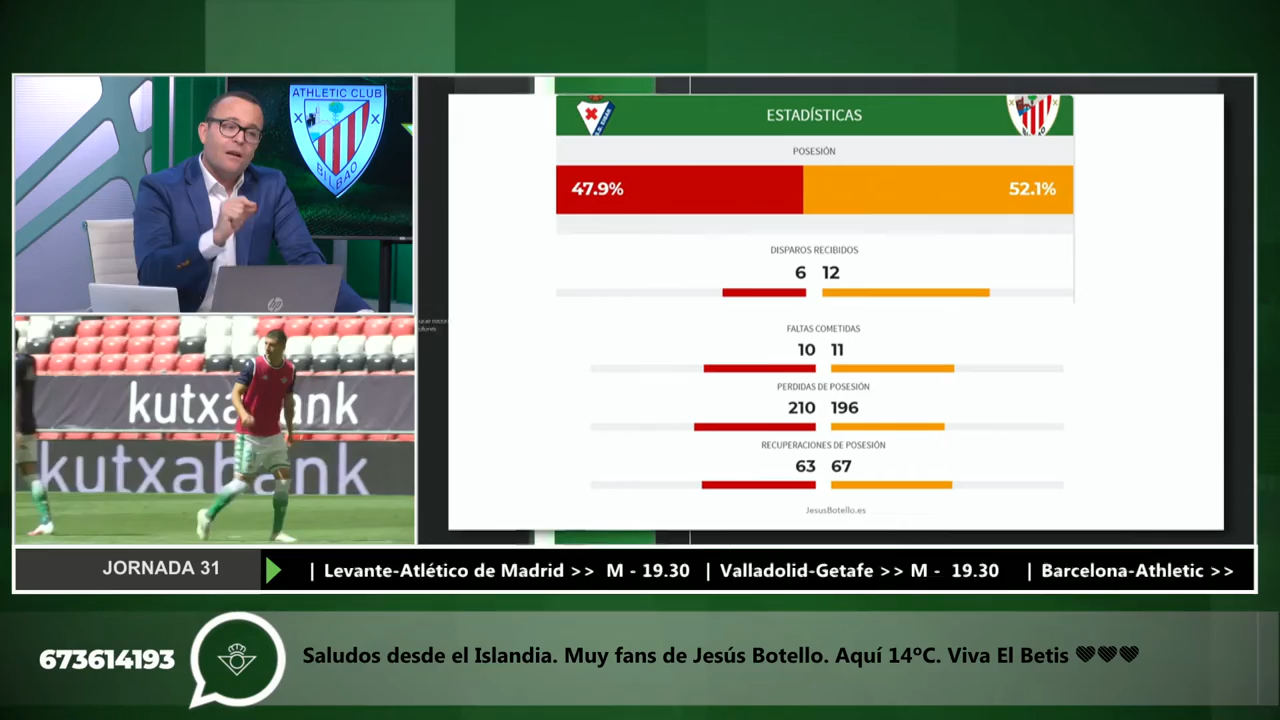 ATHLETIC CLUB
BILBAO
hp
kutxabank
kutxabank
ESTADÍSTICAS
POSESIÓN
47.9%
52.1%
DISPAROS RECIBIDOS
6 12
FALTAS COMETIDAS
10 11
PERDIDAS DE POSESIÓN
210 196
RECUPERACIONES DE POSESIÓN
63 67
JesusBotello.es
JORNADA 31
| Levante-Atlético de Madrid >> M - 19.30 | Valladolid-Getafe >> M - 19.30 | Barcelona-Athletic >>
673614193
Saludos desde el Islandia. Muy fans de Jesús Botello. Aquí 14ºC. Viva El Betis 🖤🖤🖤